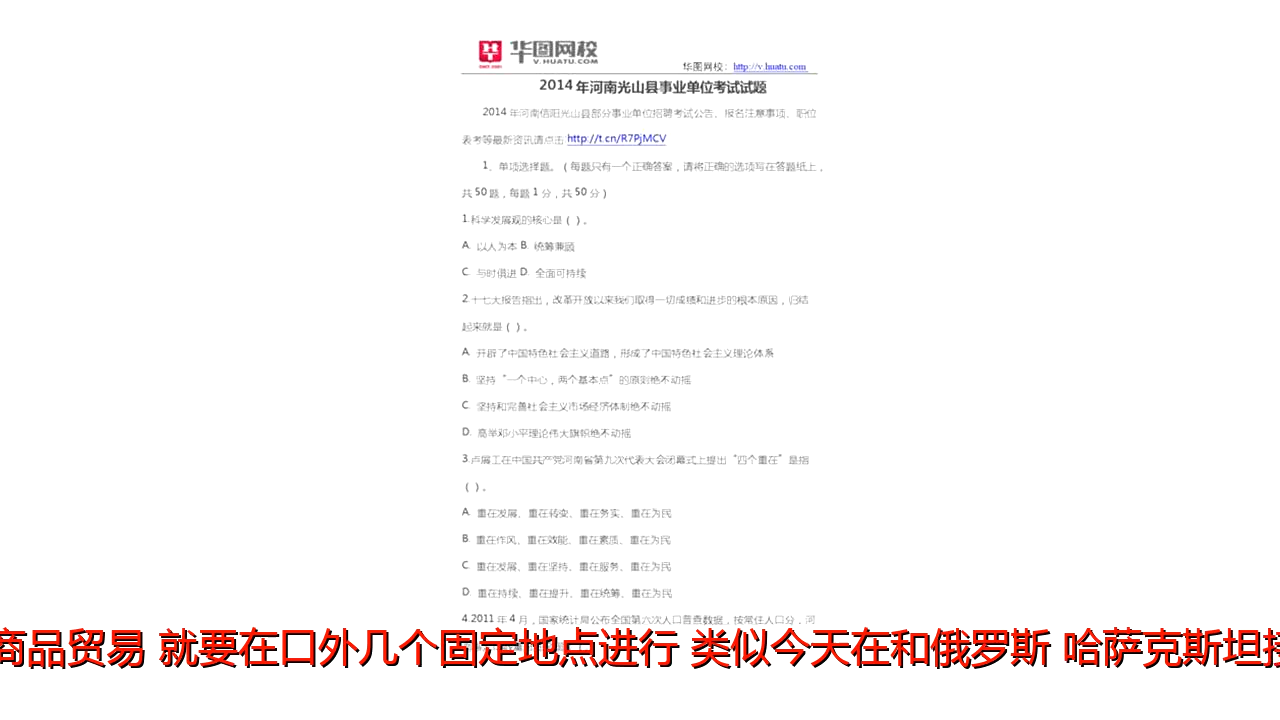 华图网校
V.HUATU.COM
华图网校：http://v.huatu.com
2014年河南光山县事业单位考试试题
2014年河南信阳光山县部分事业单位招聘考试公告、报名注意事项、职位
表考等最新资讯请点击 http://t.cn/R7PjMCV
1、单项选择题。（每题只有一个正确答案，请将正确的选项写在答题纸上，
共50题，每题1分，共50分）
1.科学发展观的核心是（ ）。
A. 以人为本 B. 统筹兼顾
C. 与时俱进 D. 全面可持续
2.十七大报告指出，改革开放以来我们取得一切成绩和进步的根本原因，归结
起来就是（ ）。
A. 开辟了中国特色社会主义道路，形成了中国特色社会主义理论体系
B. 坚持“一个中心，两个基本点”的原则绝不动摇
C. 坚持和完善社会主义市场经济体制绝不动摇
D. 高举邓小平理论伟大旗帜绝不动摇
3.卢展工在中国共产党河南省第九次代表大会闭幕式上提出“四个重在”是指
（ ）。
A. 重在发展、重在转变、重在务实、重在为民
B. 重在作风、重在效能、重在素质、重在为民
C. 重在发展、重在坚持、重在服务、重在为民
D. 重在持续、重在提升、重在统筹、重在为民
4.2011年4月，国家统计局公布全国第六次人口普查数据，按常住人口分，河
商品贸易 就要在口外几个固定地点进行 类似今天在和俄罗斯 哈萨克斯坦接